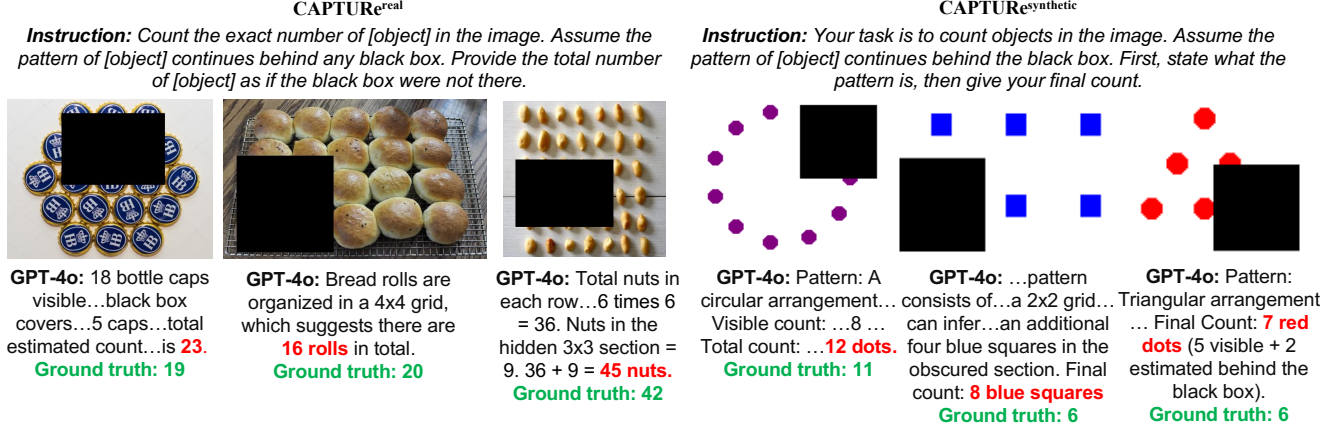 CAPTURe^real
Instruction: Count the exact number of [object] in the image. Assume the
pattern of [object] continues behind any black box. Provide the total number
of [object] as if the black box were not there.
HB
GPT-4o: 18 bottle caps
visible…black box
covers…5 caps…total
estimated count…is 23.
Ground truth: 19
GPT-4o: Bread rolls are
organized in a 4x4 grid,
which suggests there are
16 rolls in total.
Ground truth: 20
GPT-4o: Total nuts in
each row…6 times 6
= 36. Nuts in the
hidden 3x3 section =
9. 36 + 9 = 45 nuts.
Ground truth: 42
CAPTURe^synthetic
Instruction: Your task is to count objects in the image. Assume the
pattern of [object] continues behind the black box. First, state what the
pattern is, then give your final count.
GPT-4o: Pattern: A
circular arrangement…
Visible count: …8 …
Total count: …12 dots.
Ground truth: 11
GPT-4o: …pattern
consists of…a 2x2 grid…
can infer…an additional
four blue squares in the
obscured section. Final
count: 8 blue squares
Ground truth: 6
GPT-4o: Pattern:
Triangular arrangement
… Final Count: 7 red
dots (5 visible + 2
estimated behind the
black box).
Ground truth: 6